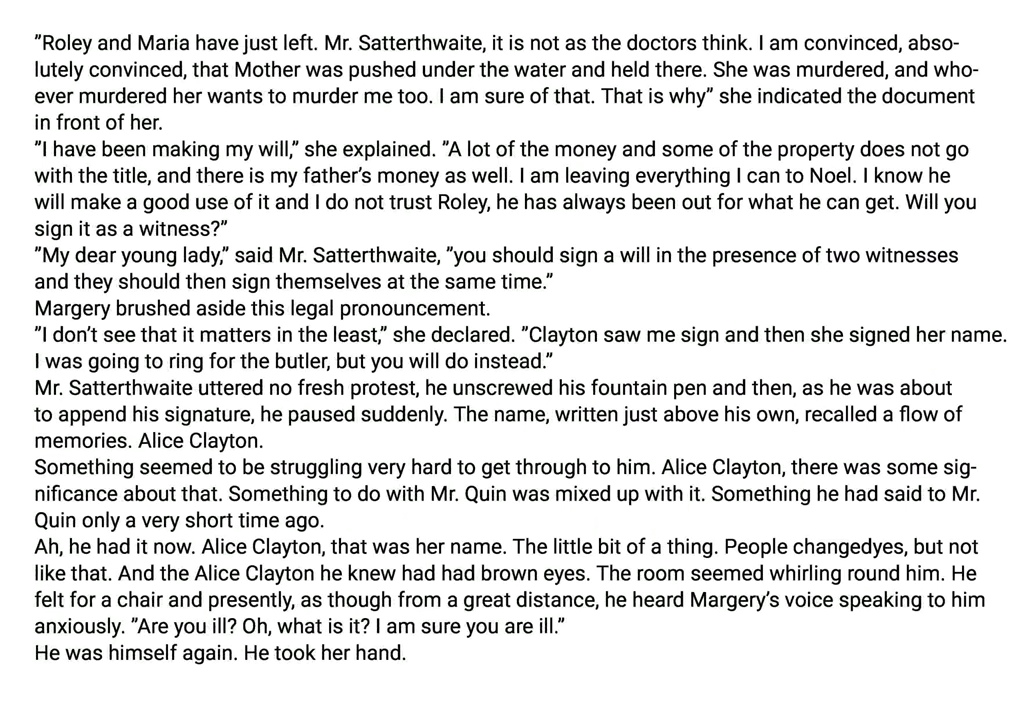 ”Roley and Maria have just left. Mr. Satterthwaite, it is not as the doctors think. I am convinced, abso-
lutely convinced, that Mother was pushed under the water and held there. She was murdered, and who-
ever murdered her wants to murder me too. I am sure of that. That is why” she indicated the document
in front of her.
”I have been making my will,” she explained. ”A lot of the money and some of the property does not go
with the title, and there is my father’s money as well. I am leaving everything I can to Noel. I know he
will make a good use of it and I do not trust Roley, he has always been out for what he can get. Will you
sign it as a witness?”
”My dear young lady,” said Mr. Satterthwaite, ”you should sign a will in the presence of two witnesses
and they should then sign themselves at the same time.”
Margery brushed aside this legal pronouncement.
”I don’t see that it matters in the least,” she declared. ”Clayton saw me sign and then she signed her name.
I was going to ring for the butler, but you will do instead.”
Mr. Satterthwaite uttered no fresh protest, he unscrewed his fountain pen and then, as he was about
to append his signature, he paused suddenly. The name, written just above his own, recalled a flow of
memories. Alice Clayton.
Something seemed to be struggling very hard to get through to him. Alice Clayton, there was some sig-
nificance about that. Something to do with Mr. Quin was mixed up with it. Something he had said to Mr.
Quin only a very short time ago.
Ah, he had it now. Alice Clayton, that was her name. The little bit of a thing. People changedyes, but not
like that. And the Alice Clayton he knew had had brown eyes. The room seemed whirling round him. He
felt for a chair and presently, as though from a great distance, he heard Margery’s voice speaking to him
anxiously. ”Are you ill? Oh, what is it? I am sure you are ill.”
He was himself again. He took her hand.